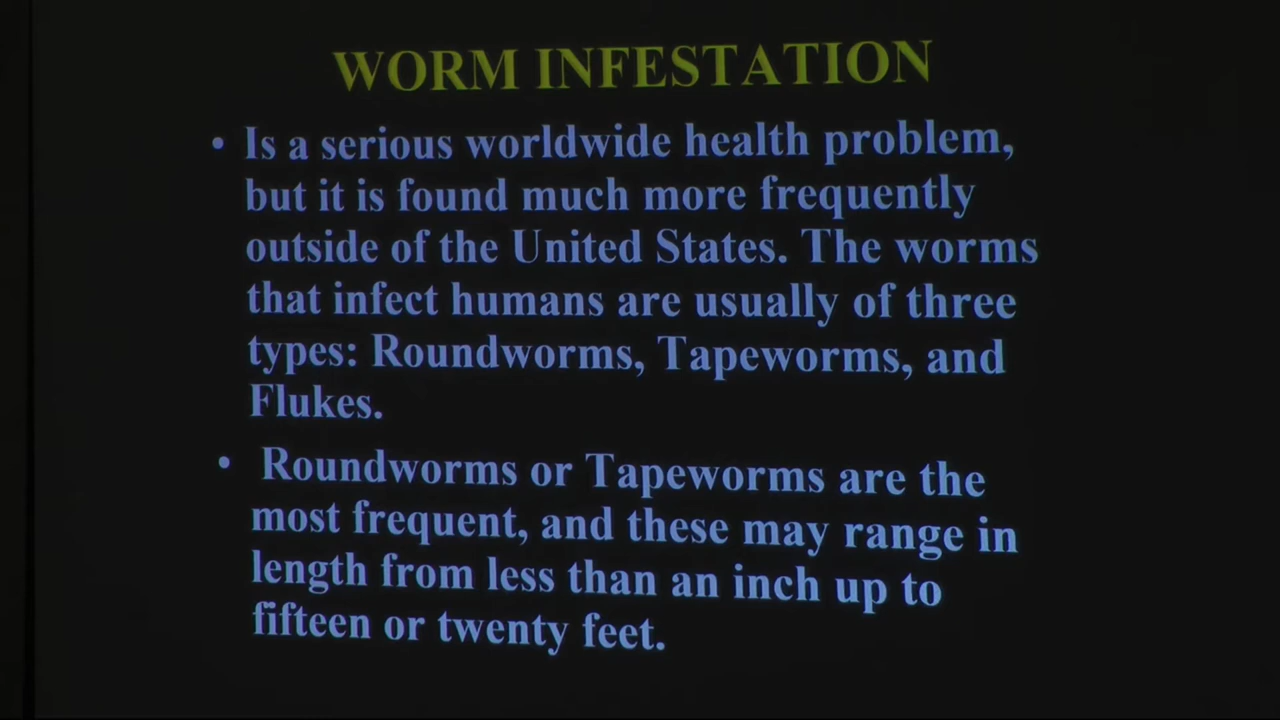 WORM INFESTATION
• Is a serious worldwide health problem,
but it is found much more frequently
outside of the United States. The worms
that infect humans are usually of three
types: Roundworms, Tapeworms, and
Flukes.
• Roundworms or Tapeworms are the
most frequent, and these may range in
length from less than an inch up to
fifteen or twenty feet.